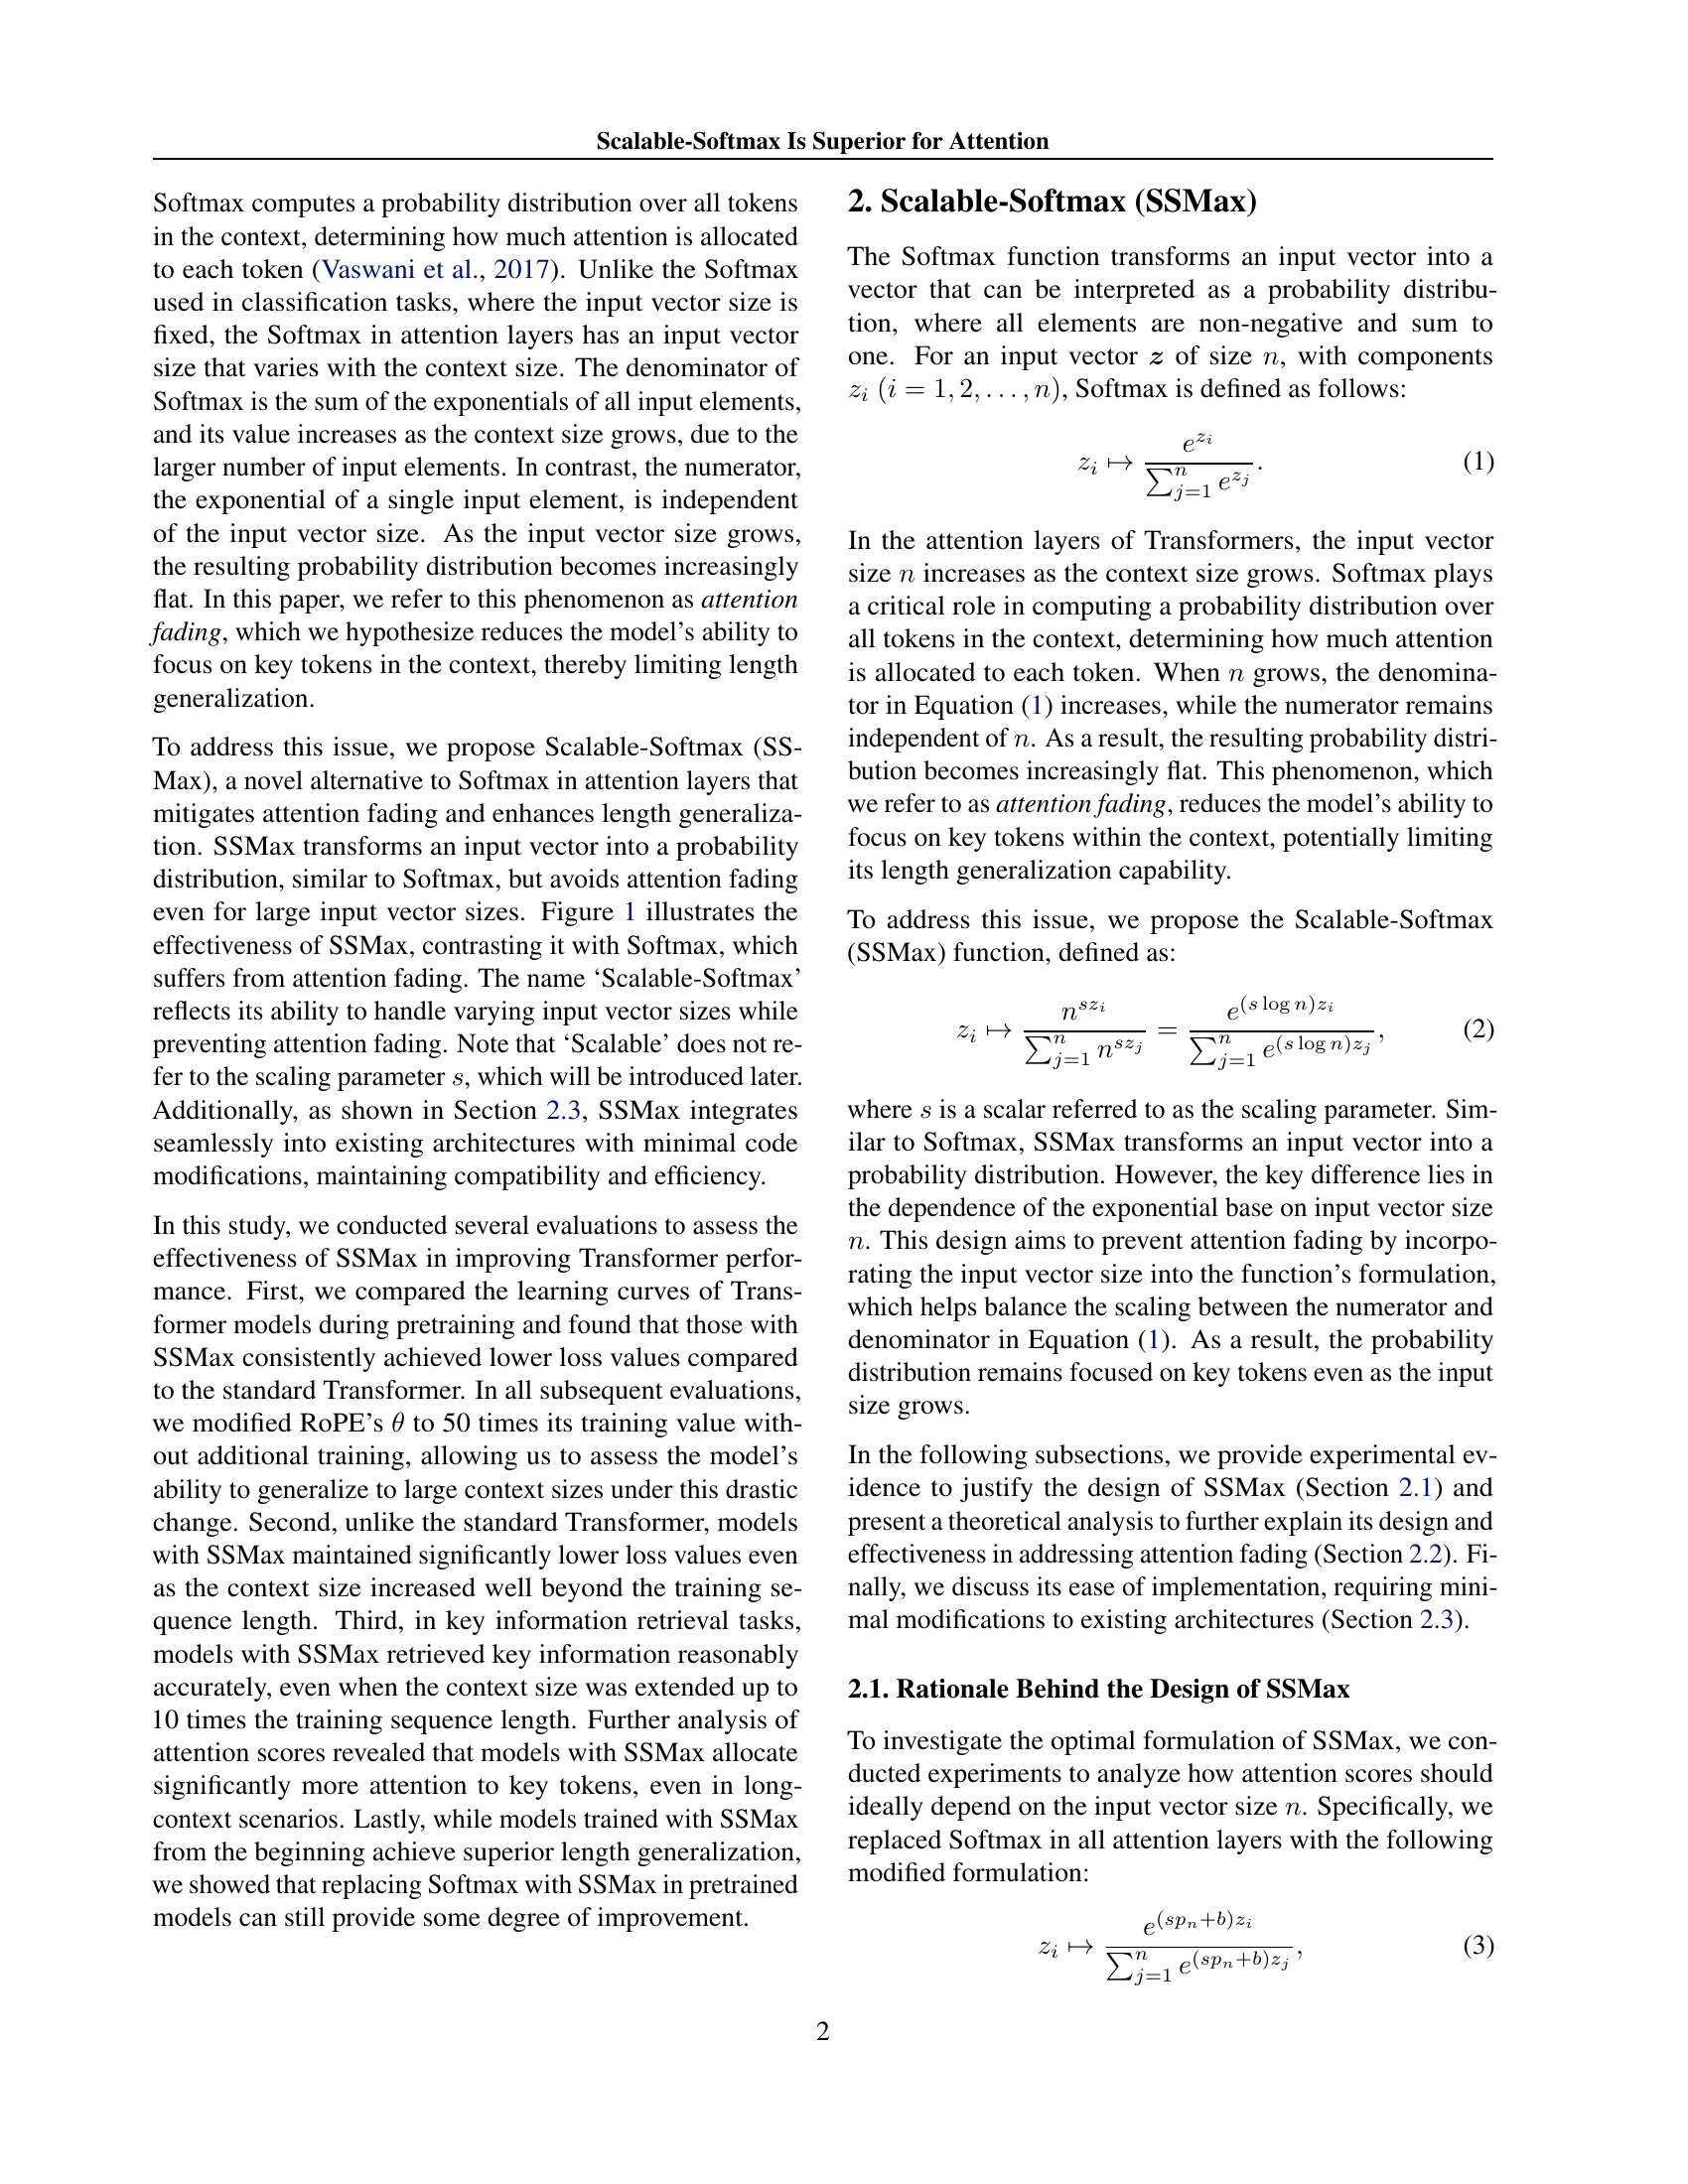 Scalable-Softmax Is Superior for Attention
Softmax computes a probability distribution over all tokens
in the context, determining how much attention is allocated
to each token (Vaswani et al., 2017). Unlike the Softmax
used in classification tasks, where the input vector size is
fixed, the Softmax in attention layers has an input vector
size that varies with the context size. The denominator of
Softmax is the sum of the exponentials of all input elements,
and its value increases as the context size grows, due to the
larger number of input elements. In contrast, the numerator,
the exponential of a single input element, is independent
of the input vector size. As the input vector size grows,
the resulting probability distribution becomes increasingly
flat. In this paper, we refer to this phenomenon as attention
fading, which we hypothesize reduces the model's ability to
focus on key tokens in the context, thereby limiting length
generalization.
To address this issue, we propose Scalable-Softmax (SS-
Max), a novel alternative to Softmax in attention layers that
mitigates attention fading and enhances length generaliza-
tion. SSMax transforms an input vector into a probability
distribution, similar to Softmax, but avoids attention fading
even for large input vector sizes. Figure 1 illustrates the
effectiveness of SSMax, contrasting it with Softmax, which
suffers from attention fading. The name ‘Scalable-Softmax’
reflects its ability to handle varying input vector sizes while
preventing attention fading. Note that ‘Scalable’ does not re-
fer to the scaling parameter s, which will be introduced later.
Additionally, as shown in Section 2.3, SSMax integrates
seamlessly into existing architectures with minimal code
modifications, maintaining compatibility and efficiency.
In this study, we conducted several evaluations to assess the
effectiveness of SSMax in improving Transformer perfor-
mance. First, we compared the learning curves of Trans-
former models during pretraining and found that those with
SSMax consistently achieved lower loss values compared
to the standard Transformer. In all subsequent evaluations,
we modified RoPE's θ to 50 times its training value with-
out additional training, allowing us to assess the model's
ability to generalize to large context sizes under this drastic
change. Second, unlike the standard Transformer, models
with SSMax maintained significantly lower loss values even
as the context size increased well beyond the training se-
quence length. Third, in key information retrieval tasks,
models with SSMax retrieved key information reasonably
accurately, even when the context size was extended up to
10 times the training sequence length. Further analysis of
attention scores revealed that models with SSMax allocate
significantly more attention to key tokens, even in long-
context scenarios. Lastly, while models trained with SSMax
from the beginning achieve superior length generalization,
we showed that replacing Softmax with SSMax in pretrained
models can still provide some degree of improvement.
2. Scalable-Softmax (SSMax)
The Softmax function transforms an input vector into a
vector that can be interpreted as a probability distribu-
tion, where all elements are non-negative and sum to
one. For an input vector z of size n, with components
z_i (i = 1, 2, . . . , n), Softmax is defined as follows:
z_i ↦ e^{z_i} / ∑_{j=1}^{n} e^{z_j}. (1)
In the attention layers of Transformers, the input vector
size n increases as the context size grows. Softmax plays
a critical role in computing a probability distribution over
all tokens in the context, determining how much attention
is allocated to each token. When n grows, the denomina-
tor in Equation (1) increases, while the numerator remains
independent of n. As a result, the resulting probability distri-
bution becomes increasingly flat. This phenomenon, which
we refer to as attention fading, reduces the model's ability to
focus on key tokens within the context, potentially limiting
its length generalization capability.
To address this issue, we propose the Scalable-Softmax
(SSMax) function, defined as:
z_i ↦ n^{sz_i} / ∑_{j=1}^{n} n^{sz_j} = e^{(s log n)z_i} / ∑_{j=1}^{n} e^{(s log n)z_j}, (2)
where s is a scalar referred to as the scaling parameter. Sim-
ilar to Softmax, SSMax transforms an input vector into a
probability distribution. However, the key difference lies in
the dependence of the exponential base on input vector size
n. This design aims to prevent attention fading by incorpo-
rating the input vector size into the function's formulation,
which helps balance the scaling between the numerator and
denominator in Equation (1). As a result, the probability
distribution remains focused on key tokens even as the input
size grows.
In the following subsections, we provide experimental ev-
idence to justify the design of SSMax (Section 2.1) and
present a theoretical analysis to further explain its design and
effectiveness in addressing attention fading (Section 2.2). Fi-
nally, we discuss its ease of implementation, requiring mini-
mal modifications to existing architectures (Section 2.3).
2.1. Rationale Behind the Design of SSMax
To investigate the optimal formulation of SSMax, we con-
ducted experiments to analyze how attention scores should
ideally depend on the input vector size n. Specifically, we
replaced Softmax in all attention layers with the following
modified formulation:
z_i ↦ e^{(sp_n+b)z_i} / ∑_{j=1}^{n} e^{(sp_n+b)z_j}, (3)
2